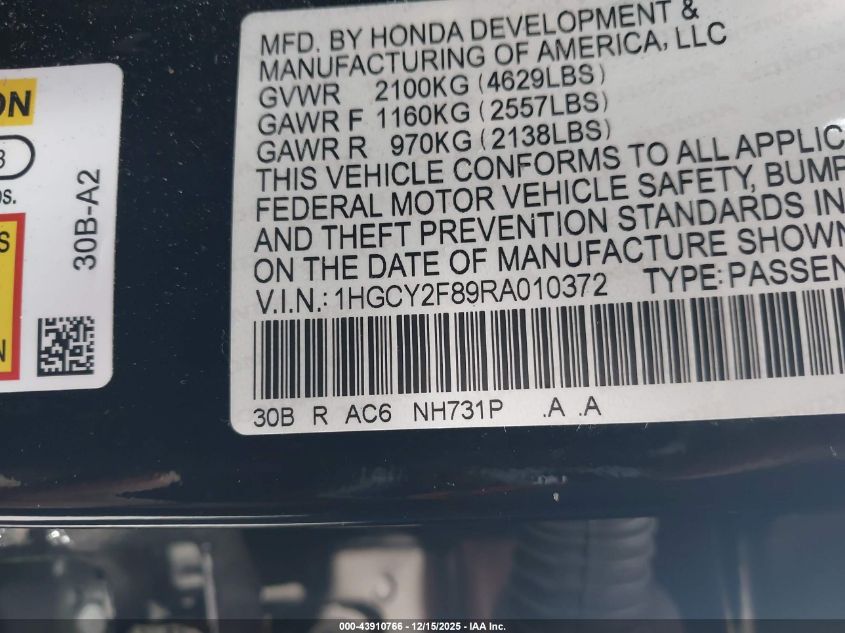 ON
3
OS.
S
N
30B-A2
MFD. BY HONDA DEVELOPMENT &
MANUFACTURING OF AMERICA, LLC
GVWR 2100KG (4629LBS)
GAWR F 1160KG (2557LBS)
GAWR R 970KG (2138LBS)
THIS VEHICLE CONFORMS TO ALL APPLIC
FEDERAL MOTOR VEHICLE SAFETY, BUMP
AND THEFT PREVENTION STANDARDS IN
ON THE DATE OF MANUFACTURE SHOWN
V.I.N.: 1HGCY2F89RA010372 TYPE: PASSEN
30B R AC6 NH731P .A .A
000-43910766 - 12/15/2025 - IAA Inc.